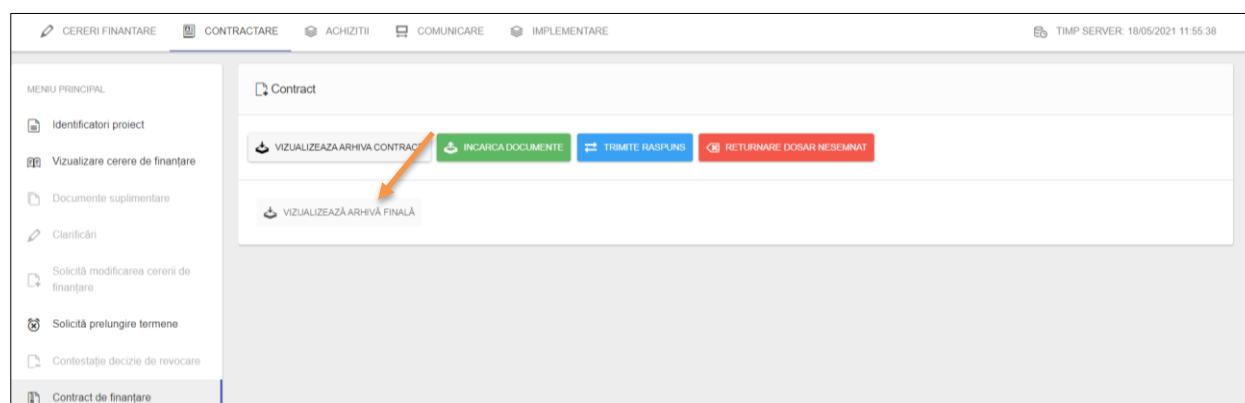 CERERI FINANTARE CONTRACTARE ACHIZITII COMUNICARE IMPLEMENTARE TIMP SERVER: 18/05/2021 11:55:38
MENIU PRINCIPAL
Identificatori proiect
Vizualizare cerere de finanțare
Documente suplimentare
Clarificări
Solicită modificarea cererii de
finanțare
Solicită prelungire termene
Contestație decizie de revocare
Contract de finanțare
Contract
VIZUALIZEAZA ARHIVA CONTRACT INCARCA DOCUMENTE TRIMITE RASPUNS RETURNARE DOSAR NESEMNAT
VIZUALIZEAZĂ ARHIVĂ FINALĂ